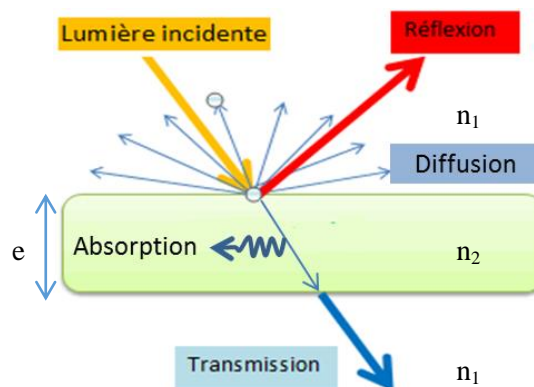 Lumière incidente
Réflexion
n₁
Diffusion
e
Absorption
n₂
Transmission
n₁